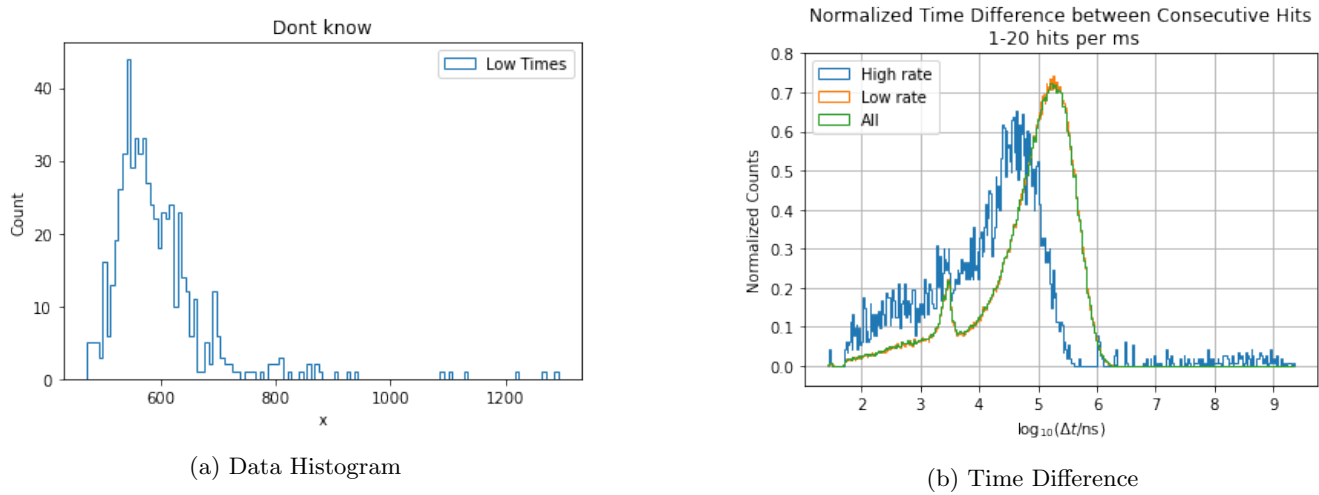 Dont know
Low Times
40
30
20
10
0
Count
600
800
1000
1200
x
(a) Data Histogram
Normalized Time Difference between Consecutive Hits
1-20 hits per ms
High rate
Low rate
All
0.8
0.7
0.6
0.5
0.4
0.3
0.2
0.1
0.0
Normalized Counts
2
3
4
5
6
7
8
9
log₁₀(Δt/ns)
(b) Time Difference